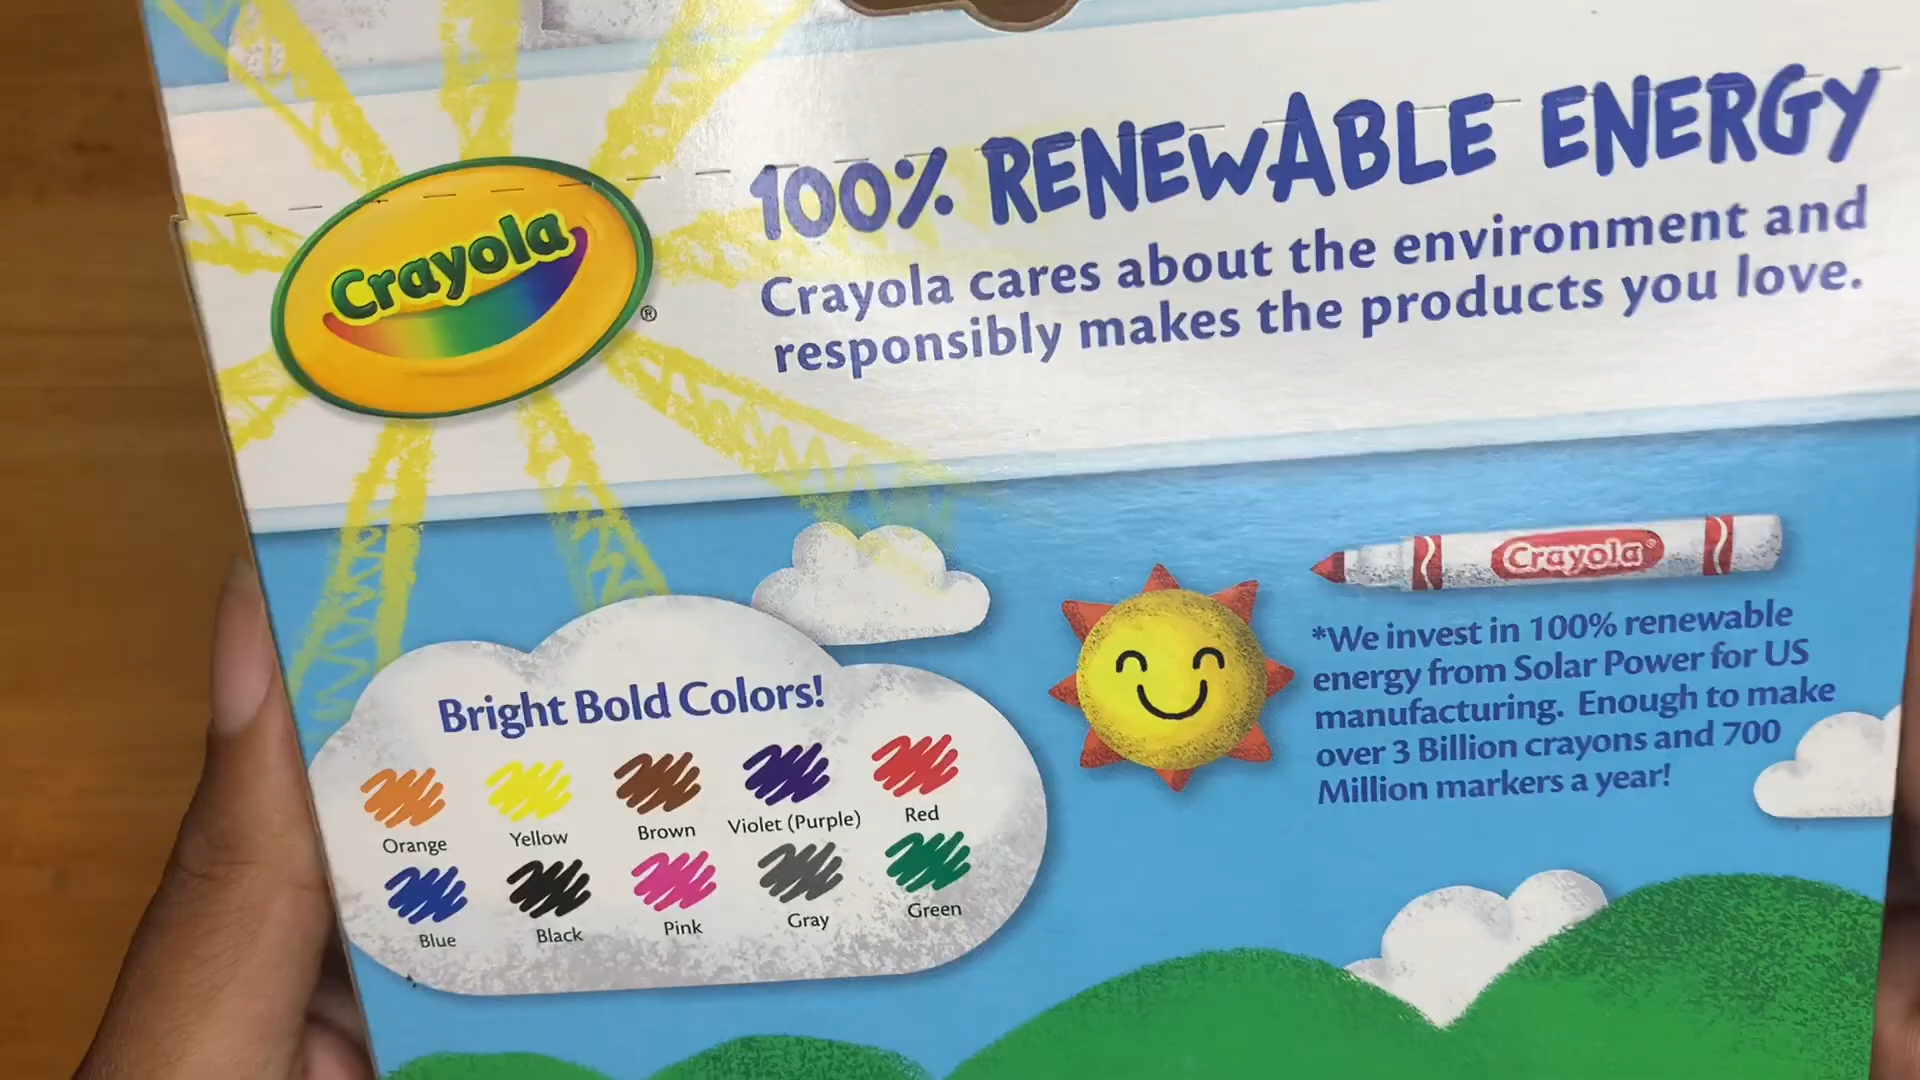 Crayola
®
100% RENEWABLE ENERGY
Crayola cares about the environment and
responsibly makes the products you love.
Crayola
*We invest in 100% renewable
energy from Solar Power for US
manufacturing. Enough to make
over 3 Billion crayons and 700
Million markers a year!
Bright Bold Colors!
Orange
Yellow
Brown
Violet (Purple)
Red
Blue
Black
Pink
Gray
Green